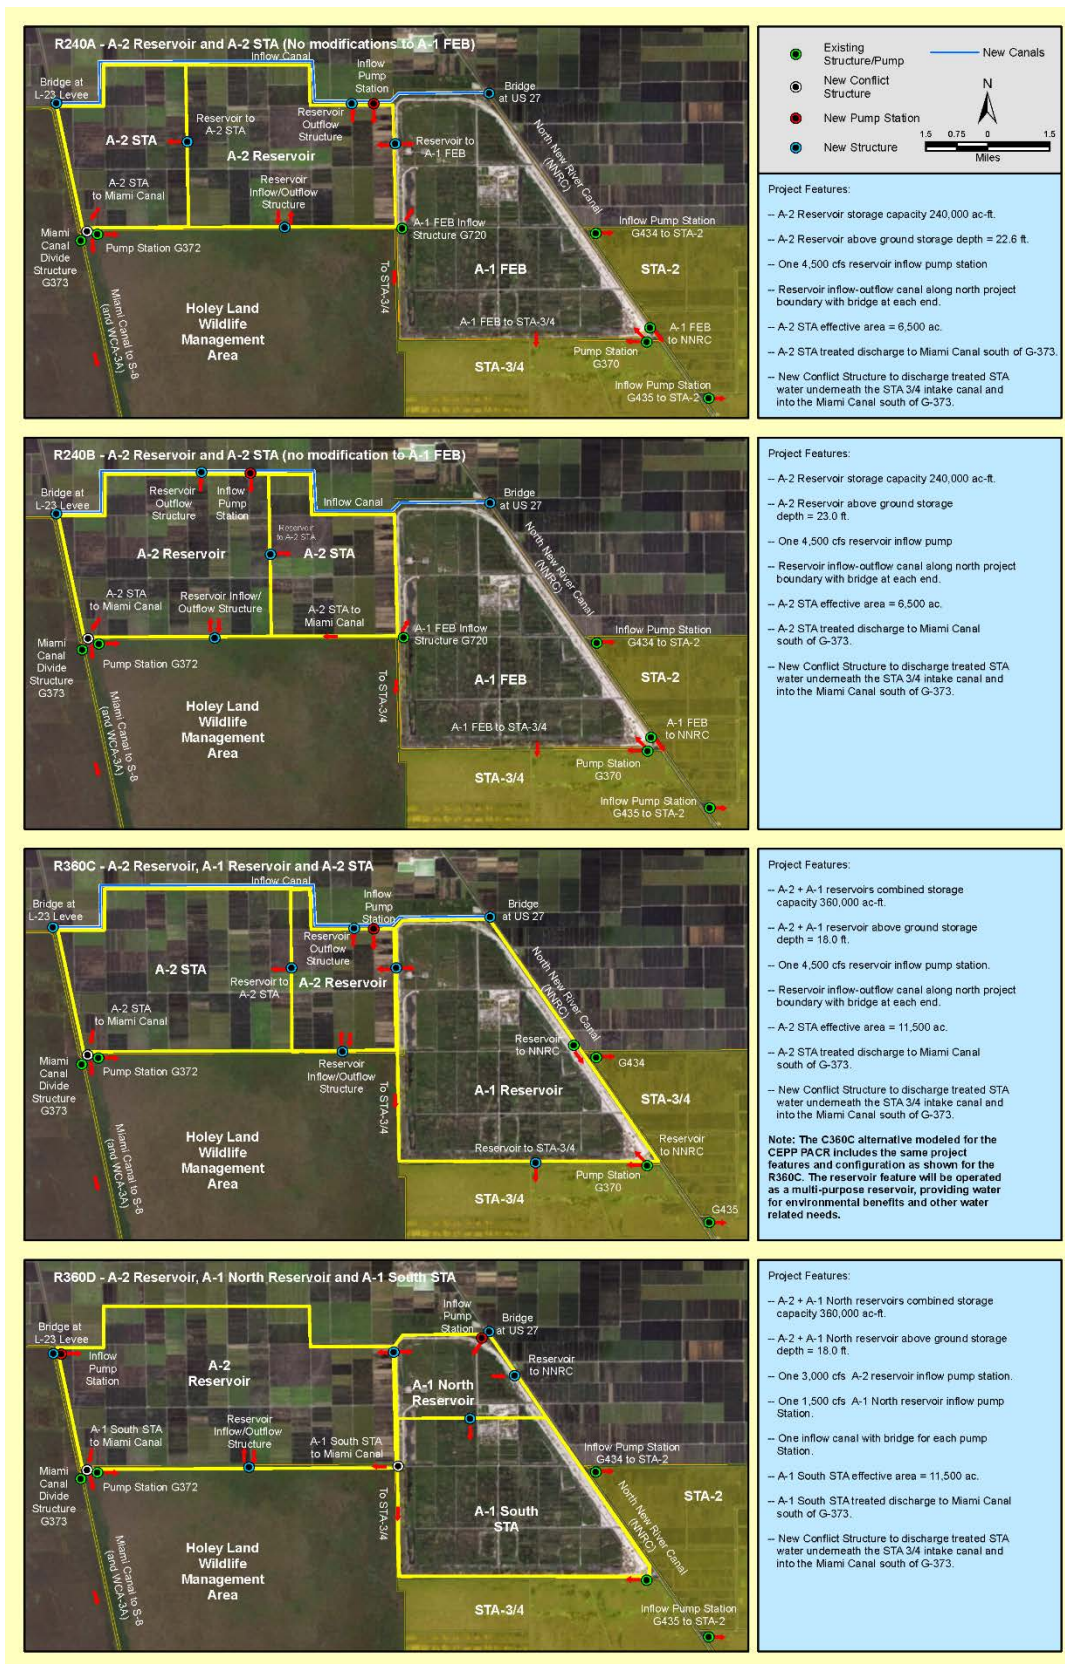 R240A - A-2 Reservoir and A-2 STA (No modifications to A-1 FEB)
Inflow Canal
Bridge at
L-23 Levee
Inflow
Pump
Station
Bridge
at US 27
Reservoir to
A-2 STA
Reservoir
Outflow
Structure
A-2 STA
A-2 Reservoir
Reservoir to
A-1 FEB
North New River Canal
(NNRC)
A-2 STA
to Miami Canal
Reservoir
Inflow/Outflow
Structure
Miami
Canal
Divide
Structure
G373
Pump Station G372
A-1 FEB Inflow
Structure G720
Inflow Pump Station
G434 to STA-2
To STA-3/4
A-1 FEB
STA-2
Miami Canal to S-8
(and WCA-3A)
Holey Land
Wildlife
Management
Area
A-1 FEB to STA-3/4
A-1 FEB
to NNRC
Pump Station
G370
STA-3/4
Inflow Pump Station
G435 to STA-2
Existing
Structure/Pump
New Conflict
Structure
New Pump Station
New Structure
New Canals
N
1.5 0.75 0 1.5
Miles
Project Features:
-- A-2 Reservoir storage capacity 240,000 ac-ft.
-- A-2 Reservoir above ground storage depth = 22.6 ft.
-- One 4,500 cfs reservoir inflow pump station
-- Reservoir inflow-outflow canal along north project
boundary with bridge at each end.
-- A-2 STA effective area = 6,500 ac.
-- A-2 STA treated discharge to Miami Canal south of G-373.
-- New Conflict Structure to discharge treated STA
water underneath the STA 3/4 intake canal and
into the Miami Canal south of G-373.
R240B - A-2 Reservoir and A-2 STA (no modification to A-1 FEB)
Bridge at
L-23 Levee
Reservoir
Outflow
Structure
Inflow
Pump
Station
Inflow Canal
Bridge
at US 27
Reservoir
to A-2 STA
A-2 Reservoir
A-2 STA
North New River Canal
(NNRC)
A-2 STA
to Miami Canal
Reservoir Inflow/
Outflow Structure
A-2 STA to
Miami Canal
Miami
Canal
Divide
Structure
G373
Pump Station G372
A-1 FEB Inflow
Structure G720
Inflow Pump Station
G434 to STA-2
To STA-3/4
A-1 FEB
STA-2
Miami Canal to S-8
(and WCA-3A)
Holey Land
Wildlife
Management
Area
A-1 FEB to STA-3/4
A-1 FEB
to NNRC
Pump Station
G370
STA-3/4
Inflow Pump Station
G435 to STA-2
Project Features:
-- A-2 Reservoir storage capacity 240,000 ac-ft.
-- A-2 Reservoir above ground storage
depth = 23.0 ft.
-- One 4,500 cfs reservoir inflow pump
-- Reservoir inflow-outflow canal along north project
boundary with bridge at each end.
-- A-2 STA effective area = 6,500 ac.
-- A-2 STA treated discharge to Miami Canal
south of G-373.
-- New Conflict Structure to discharge treated STA
water underneath the STA 3/4 intake canal and
into the Miami Canal south of G-373.
R360C - A-2 Reservoir, A-1 Reservoir and A-2 STA
Inflow Canal
Bridge at
L-23 Levee
Inflow
Pump
Station
Bridge
at US 27
Reservoir
Outflow
Structure
A-2 STA
Reservoir to
A-2 STA
A-2 Reservoir
North New River Canal
(NNRC)
A-2 STA
to Miami Canal
Reservoir
to NNRC
G434
Miami
Canal
Divide
Structure
G373
Pump Station G372
Reservoir
Inflow/Outflow
Structure
To STA-3/4
A-1 Reservoir
STA-3/4
Miami Canal to S-8
(and WCA-3A)
Holey Land
Wildlife
Management
Area
Reservoir to STA-3/4
Reservoir
to NNRC
Pump Station
G370
STA-3/4
G435
Project Features:
-- A-2 + A-1 reservoirs combined storage
capacity 360,000 ac-ft.
-- A-2 + A-1 reservoir above ground storage
depth = 18.0 ft.
-- One 4,500 cfs reservoir inflow pump station.
-- Reservoir inflow-outflow canal along north project
boundary with bridge at each end.
-- A-2 STA effective area = 11,500 ac.
-- A-2 STA treated discharge to Miami Canal
south of G-373.
-- New Conflict Structure to discharge treated STA
water underneath the STA 3/4 intake canal and
into the Miami Canal south of G-373.
Note: The C360C alternative modeled for the
CEPP PACR includes the same project
features and configuration as shown for the
R360C. The reservoir feature will be operated
as a multi-purpose reservoir, providing water
for environmental benefits and other water
related needs.
R360D - A-2 Reservoir, A-1 North Reservoir and A-1 South STA
Bridge at
L-23 Levee
Inflow
Pump
Station
Inflow
Pump
Station
Bridge
at US 27
A-2
Reservoir
A-1 North
Reservoir
Reservoir
to NNRC
A-1 South STA
to Miami Canal
Reservoir
Inflow/Outflow
Structure
A-1 South STA
to Miami Canal
Inflow Pump Station
G434 to STA-2
Miami
Canal
Divide
Structure
G373
Pump Station G372
To STA-3/4
A-1 South
STA
North New River Canal
(NNRC)
STA-2
Miami Canal to S-8
(and WCA-3A)
Holey Land
Wildlife
Management
Area
STA-3/4
Inflow Pump Station
G435 to STA-2
Project Features:
-- A-2 + A-1 North reservoirs combined storage
capacity 360,000 ac-ft.
-- A-2 + A-1 North reservoir above ground storage
depth = 18.0 ft.
-- One 3,000 cfs A-2 reservoir inflow pump station.
-- One 1,500 cfs A-1 North reservoir inflow pump
Station.
-- One inflow canal with bridge for each pump
Station.
-- A-1 South STA effective area = 11,500 ac.
-- A-1 South STA treated discharge to Miami Canal
south of G-373.
-- New Conflict Structure to discharge treated STA
water underneath the STA 3/4 intake canal and
into the Miami Canal south of G-373.